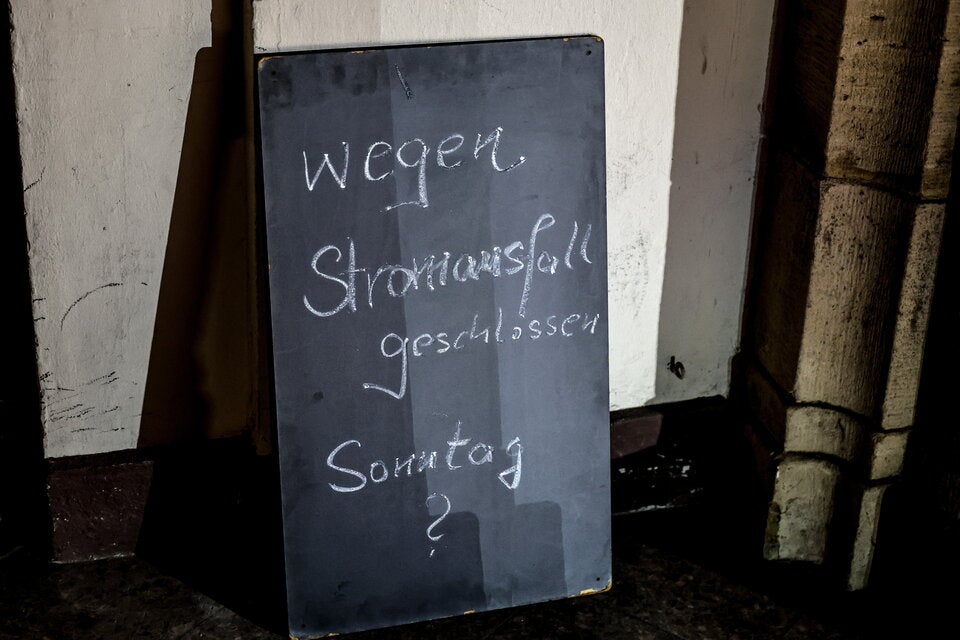 wegen
Stromausfall
geschlossen
Sonntag
?